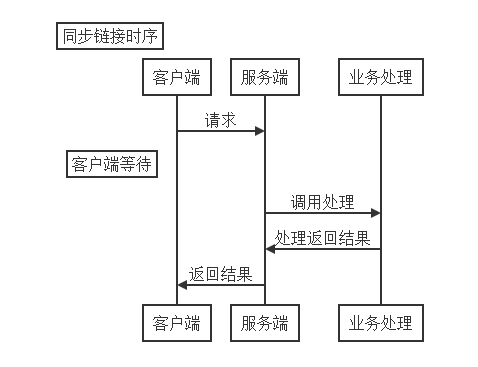 同步链接时序
客户端
服务端
业务处理
请求
客户端等待
调用处理
处理返回结果
返回结果
客户端
服务端
业务处理